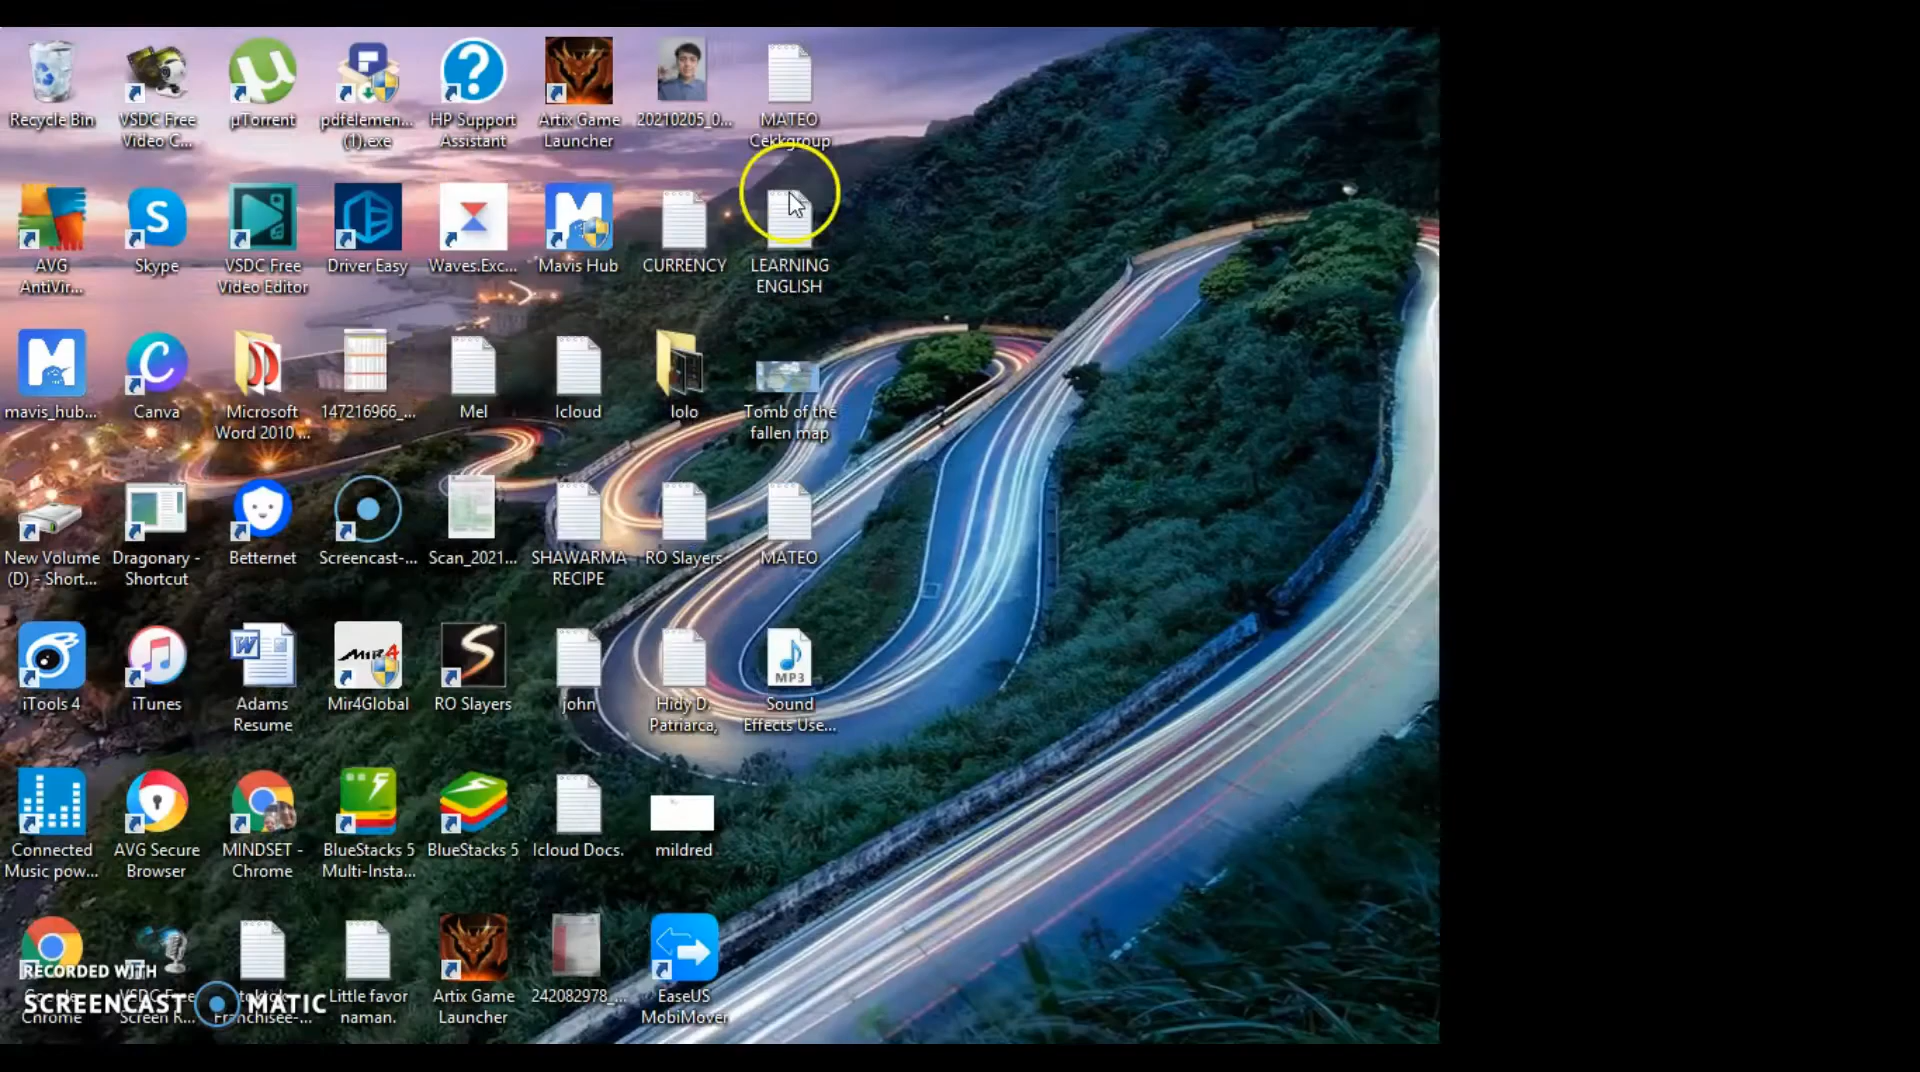 Recycle Bin
VSDC Free
Video C...
µTorrent
pdfelemen...
(1).exe
HP Support
Assistant
Artix Game
Launcher
20210205_0...
MATEO
Cekkgroup
AVG
AntiVir...
Skype
VSDC Free
Video Editor
Driver Easy
Waves.Exc...
Mavis Hub
CURRENCY
LEARNING
ENGLISH
mavis_hub...
Canva
Microsoft
Word 2010 ...
147216966_...
Mel
Icloud
lolo
Tomb of the
fallen map
New Volume
(D) - Short...
Dragonary -
Shortcut
Betternet
Screencast-...
Scan_2021...
SHAWARMA
RECIPE
RO Slayers
MATEO
iTools 4
iTunes
Adams
Resume
MIR4
Mir4Global
RO Slayers
john
Hidy D.
Patriarca,
MP3
Sound
Effects Use...
Connected
Music pow...
AVG Secure
Browser
MINDSET -
Chrome
BlueStacks 5
Multi-Insta...
BlueStacks 5
Icloud Docs.
mildred
Google
Chrome
VSDC Free
Screen R...
Franchisee-...
Little favor
naman.
Artix Game
Launcher
242082978_...
EaseUS
MobiMover
RECORDED WITH
SCREENCAST MATIC